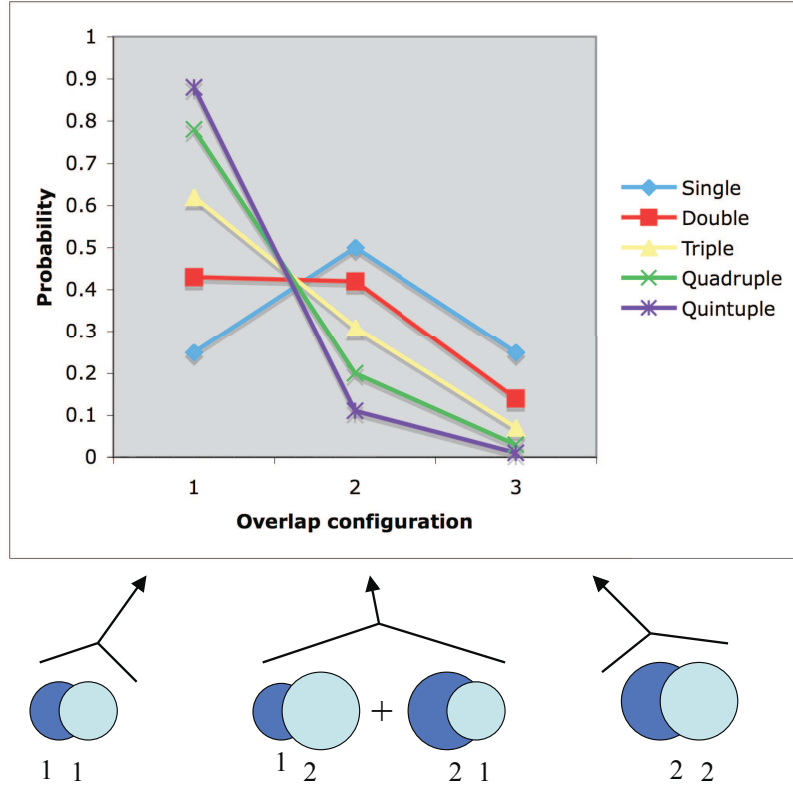 1
0.9
0.8
0.7
0.6
0.5
0.4
0.3
0.2
0.1
0
Probability
1 2 3
Overlap configuration
Single
Double
Triple
Quadruple
Quintuple
+
1 1
1 2
2 1
2 2